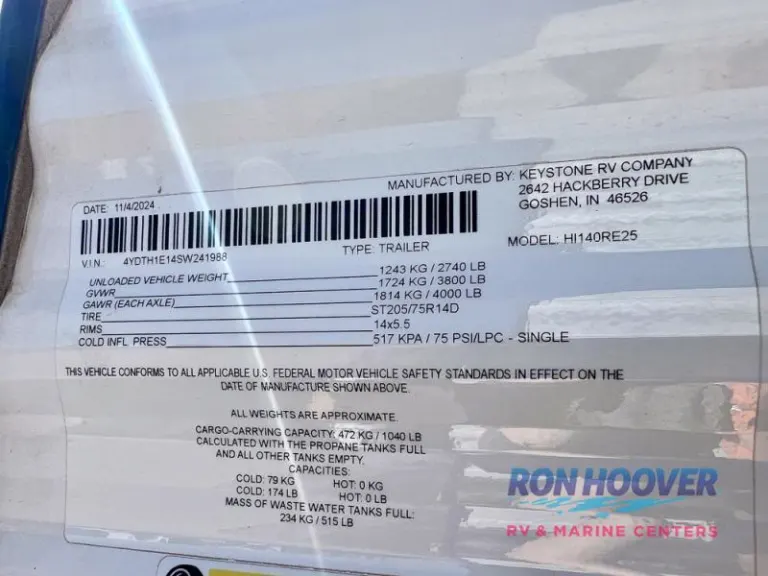 MANUFACTURED BY: KEYSTONE RV COMPANY
2642 HACKBERRY DRIVE
GOSHEN, IN 46526
DATE: 11/4/2024
V.I.N.: 4YDTH1E14SW241988
TYPE: TRAILER
MODEL: HI140RE25
UNLOADED VEHICLE WEIGHT 1243 KG / 2740 LB
GVWR 1724 KG / 3800 LB
GAWR (EACH AXLE) 1814 KG / 4000 LB
TIRE ST205/75R14D
RIMS 14x5.5
COLD INFL PRESS 517 KPA / 75 PSI/LPC - SINGLE
THIS VEHICLE CONFORMS TO ALL APPLICABLE U.S. FEDERAL MOTOR VEHICLE SAFETY STANDARDS IN EFFECT ON THE
DATE OF MANUFACTURE SHOWN ABOVE.
ALL WEIGHTS ARE APPROXIMATE.
CARGO-CARRYING CAPACITY: 472 KG / 1040 LB
CALCULATED WITH THE PROPANE TANKS FULL
AND ALL OTHER TANKS EMPTY.
CAPACITIES:
COLD: 79 KG HOT: 0 KG
COLD: 174 LB HOT: 0 LB
MASS OF WASTE WATER TANKS FULL:
234 KG / 515 LB
RON HOOVER
RV & MARINE CENTERS